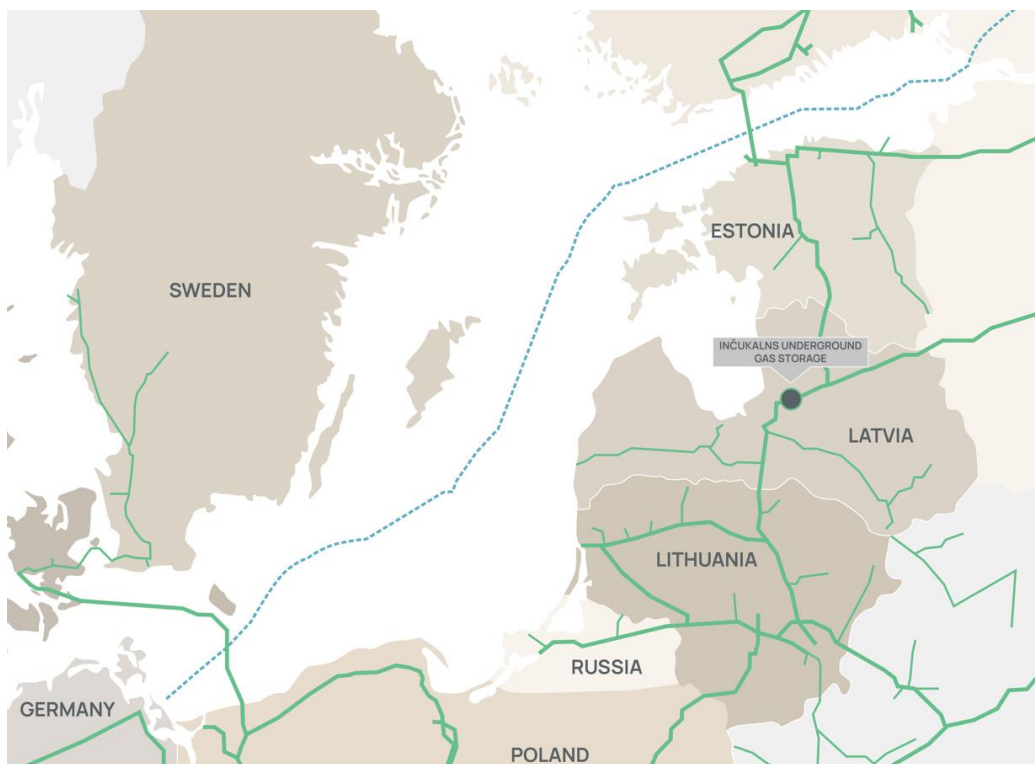 ESTONIA
SWEDEN
INČUKALNS UNDERGROUND
GAS STORAGE
LATVIA
LITHUANIA
RUSSIA
GERMANY
POLAND